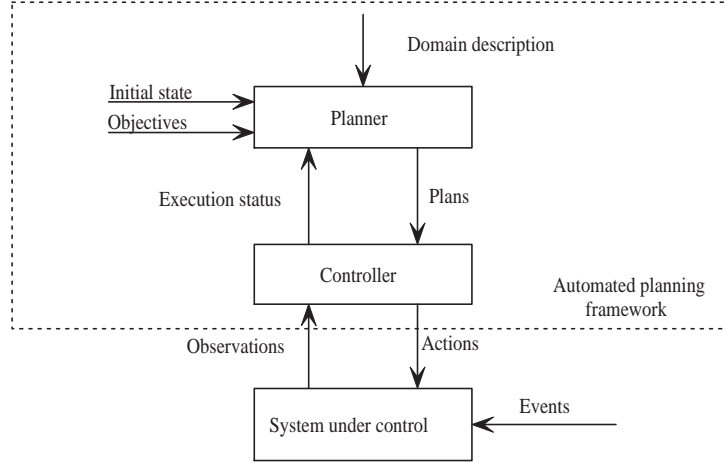 Domain description
Initial state
Objectives
Planner
Execution status
Plans
Controller
Automated planning
framework
Observations
Actions
System under control
Events